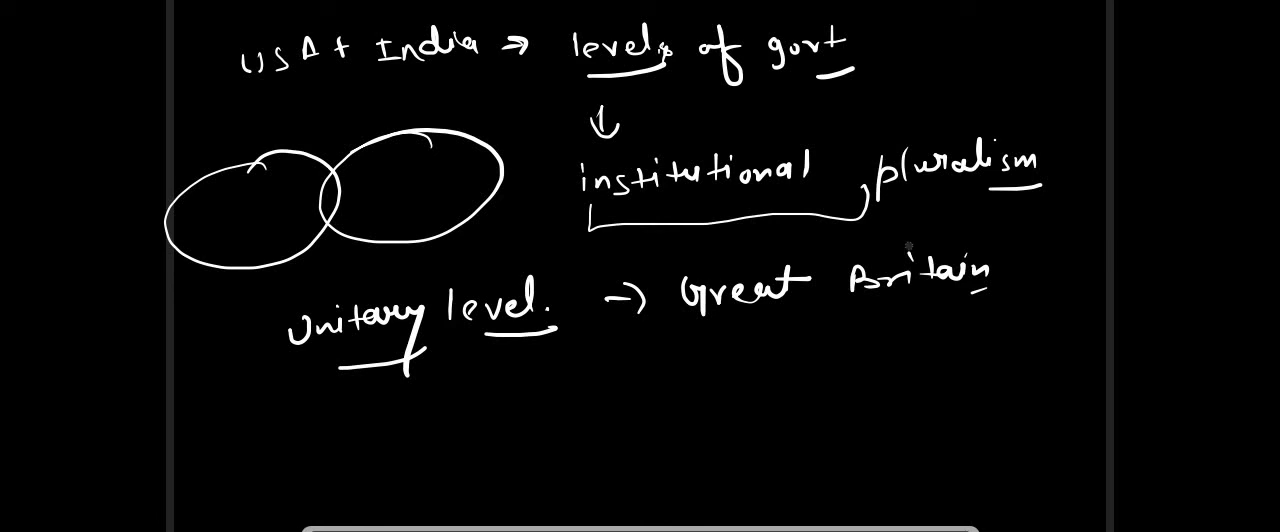 USA + India → levels of govt
↓
institutional pluralism
Unitary level. → Great Britain